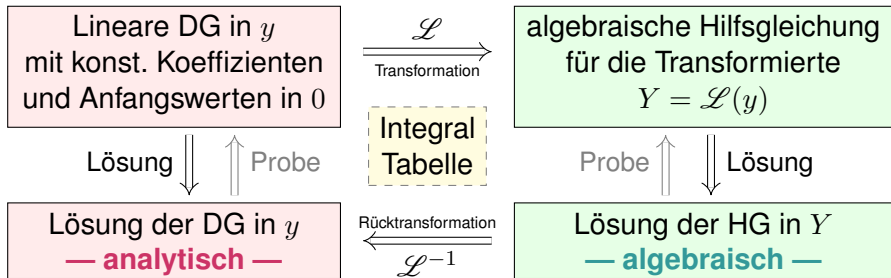 Lineare DG in y
mit konst. Koeffizienten
und Anfangswerten in 0
ℒ
Transformation
algebraische Hilfsgleichung
für die Transformierte
Y = ℒ(y)
Integral
Tabelle
Lösung
Probe
Probe
Lösung
Lösung der DG in y
— analytisch —
Rücktransformation
ℒ⁻¹
Lösung der HG in Y
— algebraisch —